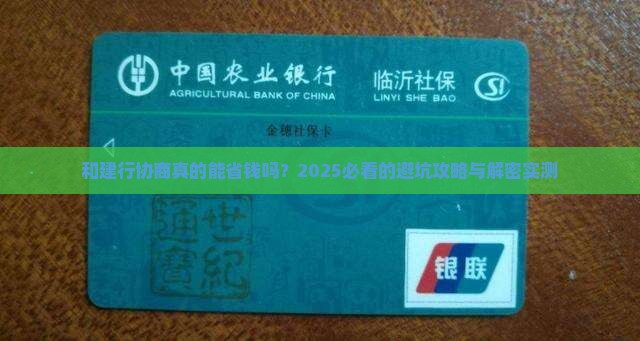 中国农业银行
AGRICULTURAL BANK OF CHINA
临沂社保
LINYI SHE BAO
金穗社保卡
和建行协商真的能省钱吗？2025必看的避坑攻略与解密实测
世纪
通寶
银联